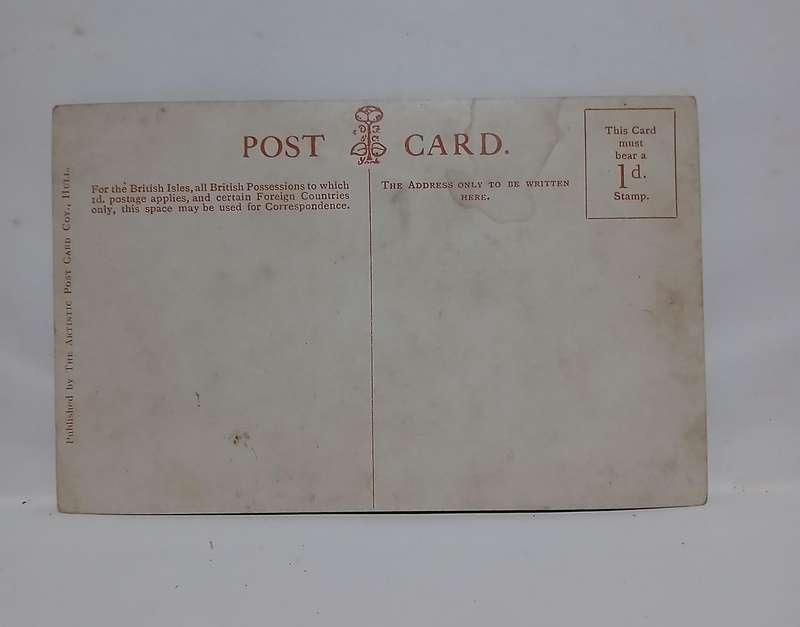 POST CARD.
This Card
must
bear a
1d.
Stamp.
For the British Isles, all British Possessions to which
1d. postage applies, and certain Foreign Countries
only, this space may be used for Correspondence.
THE ADDRESS ONLY TO BE WRITTEN
HERE.
Published by THE ARTISTIC POST CARD COY., HULL.